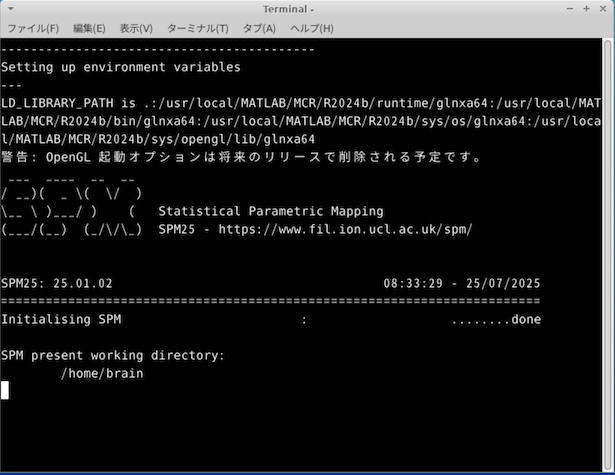 Terminal -
ファイル(F) 編集(E) 表示(V) ターミナル(T) タブ(A) ヘルプ(H)
------------------------------------------
Setting up environment variables
---
LD_LIBRARY_PATH is .:/usr/local/MATLAB/MCR/R2024b/runtime/glnxa64:/usr/local/MAT
LAB/MCR/R2024b/bin/glnxa64:/usr/local/MATLAB/MCR/R2024b/sys/os/glnxa64:/usr/loca
l/MATLAB/MCR/R2024b/sys/opengl/lib/glnxa64
警告: OpenGL 起動オプションは将来のリリースで削除される予定です。
 ___  ____  __  __
/ __)(  _ \(  \/  )
\__ \ )___/ )    (   Statistical Parametric Mapping
(___/(__)  (_/\/\_)  SPM25 - https://www.fil.ion.ucl.ac.uk/spm/
SPM25: 25.01.02                                    08:33:29 - 25/07/2025
========================================================================
Initialising SPM                        :                   ........done
SPM present working directory:
        /home/brain